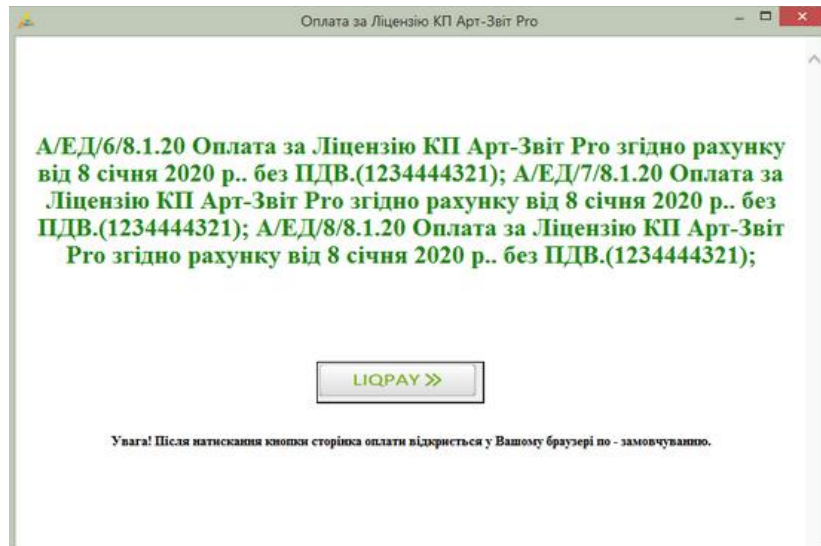 Оплата за Ліцензію КП Арт-Звіт Pro
А/ЕД/6/8.1.20 Оплата за Ліцензію КП Арт-Звіт Pro згідно рахунку
від 8 січня 2020 р.. без ПДВ.(1234444321); А/ЕД/7/8.1.20 Оплата за
Ліцензію КП Арт-Звіт Pro згідно рахунку від 8 січня 2020 р.. без
ПДВ.(1234444321); А/ЕД/8/8.1.20 Оплата за Ліцензію КП Арт-Звіт
Pro згідно рахунку від 8 січня 2020 р.. без ПДВ.(1234444321);
LIQPAY
Увага! Після натискання кнопки сторінка оплати відкриється у Вашому браузері по - замовчуванню.